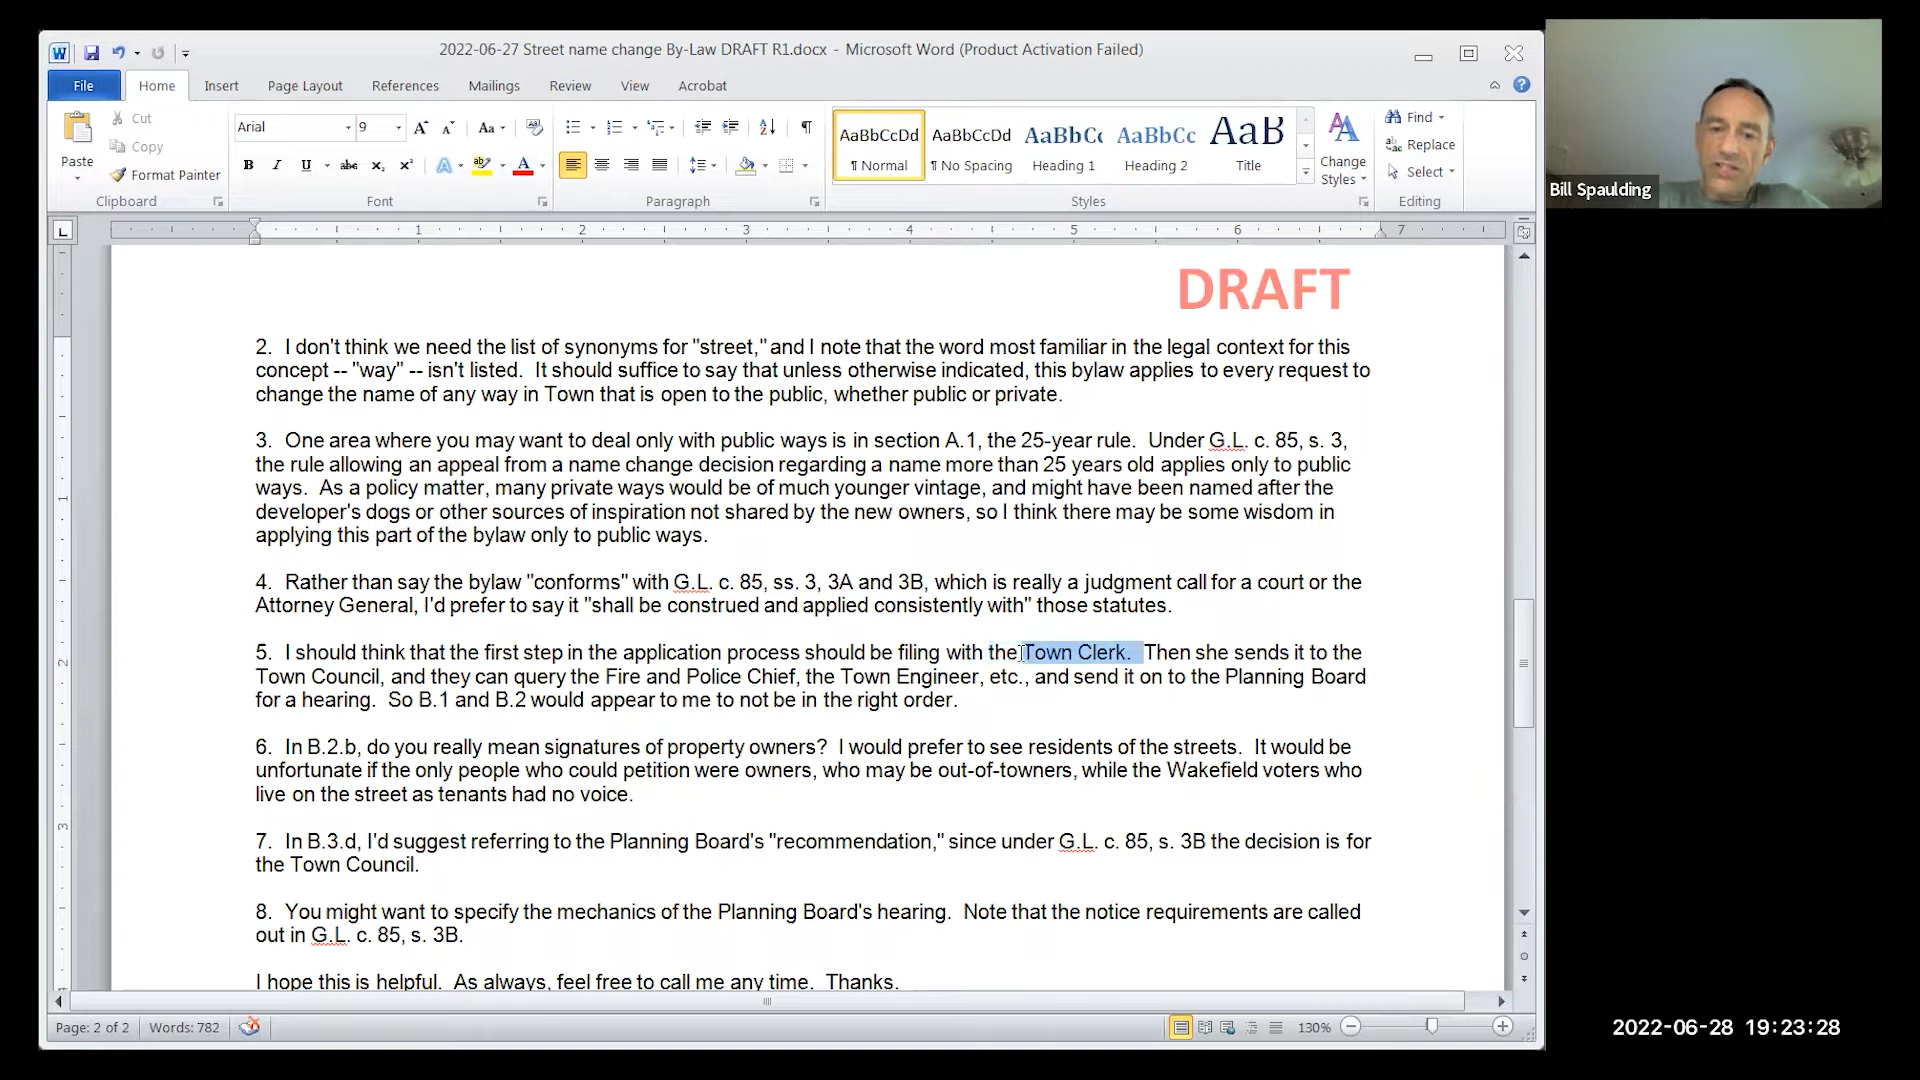 2022-06-27 Street name change By-Law DRAFT R1.docx - Microsoft Word (Product Activation Failed)
File Home Insert Page Layout References Mailings Review View Acrobat
Paste
Cut
Copy
Format Painter
Clipboard
Arial 9
Font
Paragraph
AaBbCcDd AaBbCcDd AaBbCc AaBbCc AaB
¶ Normal ¶ No Spacing Heading 1 Heading 2 Title
Change
Styles
Styles
Find
Replace
Select
Editing
Bill Spaulding
1 2 3 4 5 6 7
DRAFT
2. I don't think we need the list of synonyms for "street," and I note that the word most familiar in the legal context for this
concept -- "way" -- isn't listed. It should suffice to say that unless otherwise indicated, this bylaw applies to every request to
change the name of any way in Town that is open to the public, whether public or private.
3. One area where you may want to deal only with public ways is in section A.1, the 25-year rule. Under G.L. c. 85, s. 3,
the rule allowing an appeal from a name change decision regarding a name more than 25 years old applies only to public
ways. As a policy matter, many private ways would be of much younger vintage, and might have been named after the
developer's dogs or other sources of inspiration not shared by the new owners, so I think there may be some wisdom in
applying this part of the bylaw only to public ways.
4. Rather than say the bylaw "conforms" with G.L. c. 85, ss. 3, 3A and 3B, which is really a judgment call for a court or the
Attorney General, I'd prefer to say it "shall be construed and applied consistently with" those statutes.
5. I should think that the first step in the application process should be filing with the Town Clerk. Then she sends it to the
Town Council, and they can query the Fire and Police Chief, the Town Engineer, etc., and send it on to the Planning Board
for a hearing. So B.1 and B.2 would appear to me to not be in the right order.
6. In B.2.b, do you really mean signatures of property owners? I would prefer to see residents of the streets. It would be
unfortunate if the only people who could petition were owners, who may be out-of-towners, while the Wakefield voters who
live on the street as tenants had no voice.
7. In B.3.d, I'd suggest referring to the Planning Board's "recommendation," since under G.L. c. 85, s. 3B the decision is for
the Town Council.
8. You might want to specify the mechanics of the Planning Board's hearing. Note that the notice requirements are called
out in G.L. c. 85, s. 3B.
I hope this is helpful. As always, feel free to call me any time. Thanks.
Page: 2 of 2 Words: 782 130%
2022-06-28 19:23:28